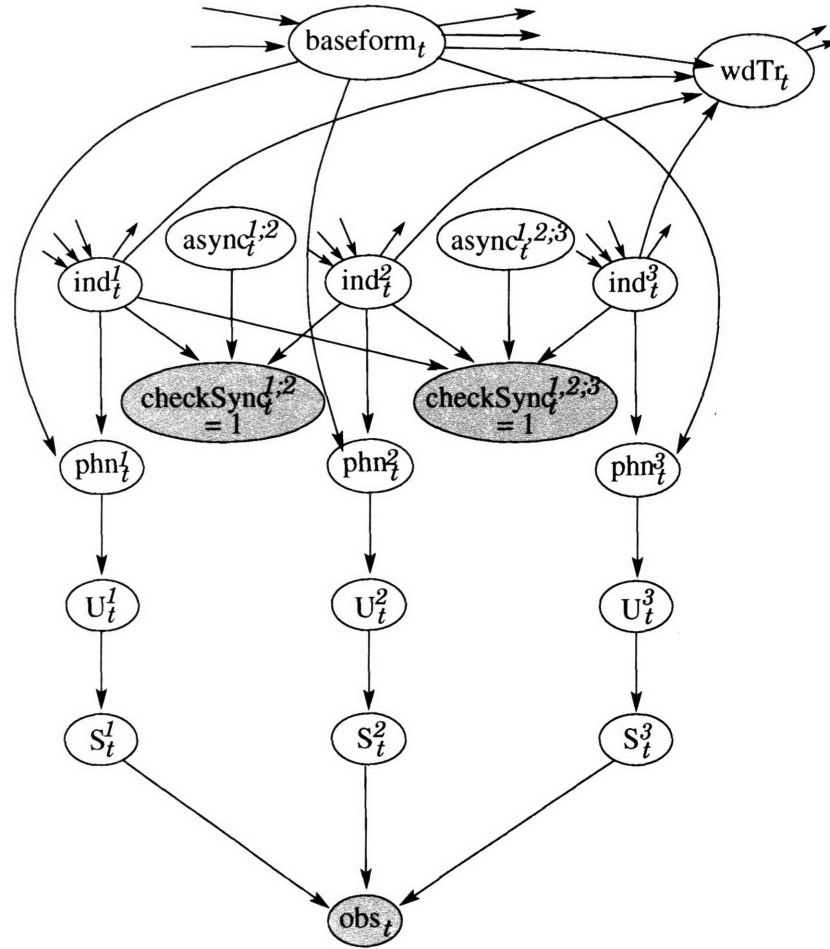 baseform_t
wdTr_t
async_t^{1;2}
async_t^{1,2;3}
ind_t^1
ind_t^2
ind_t^3
checkSync_t^{1;2}
= 1
checkSync_t^{1,2;3}
= 1
phn_t^1
phn_t^2
phn_t^3
U_t^1
U_t^2
U_t^3
S_t^1
S_t^2
S_t^3
obs_t